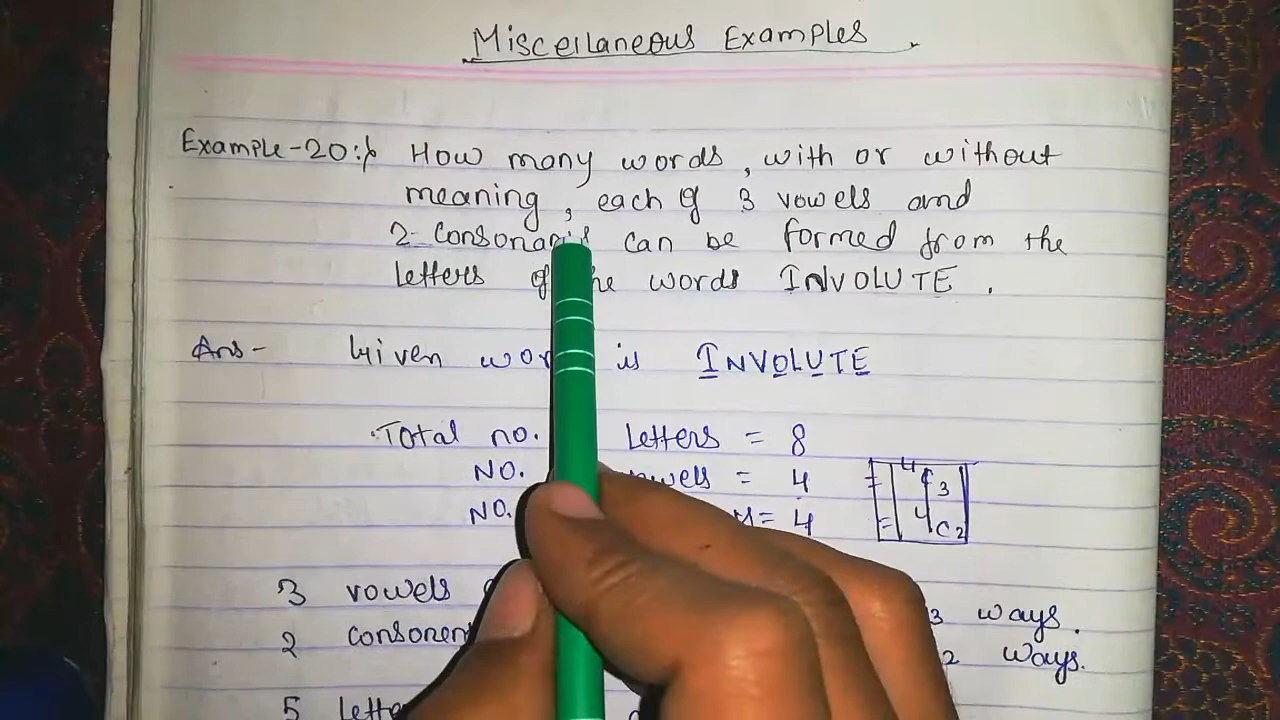 Miscellaneous Examples.
Example-20:) How many words, with or without
meaning, each of 3 vowels and
2 consonants can be formed from the
letters of the words INVOLUTE.
Ans- Given is INVOLUTE
Total no. Letters = 8
No. vowels = 4 4C3
No. = 4 4C2
3 vowels 3 ways.
2 2 ways.
5